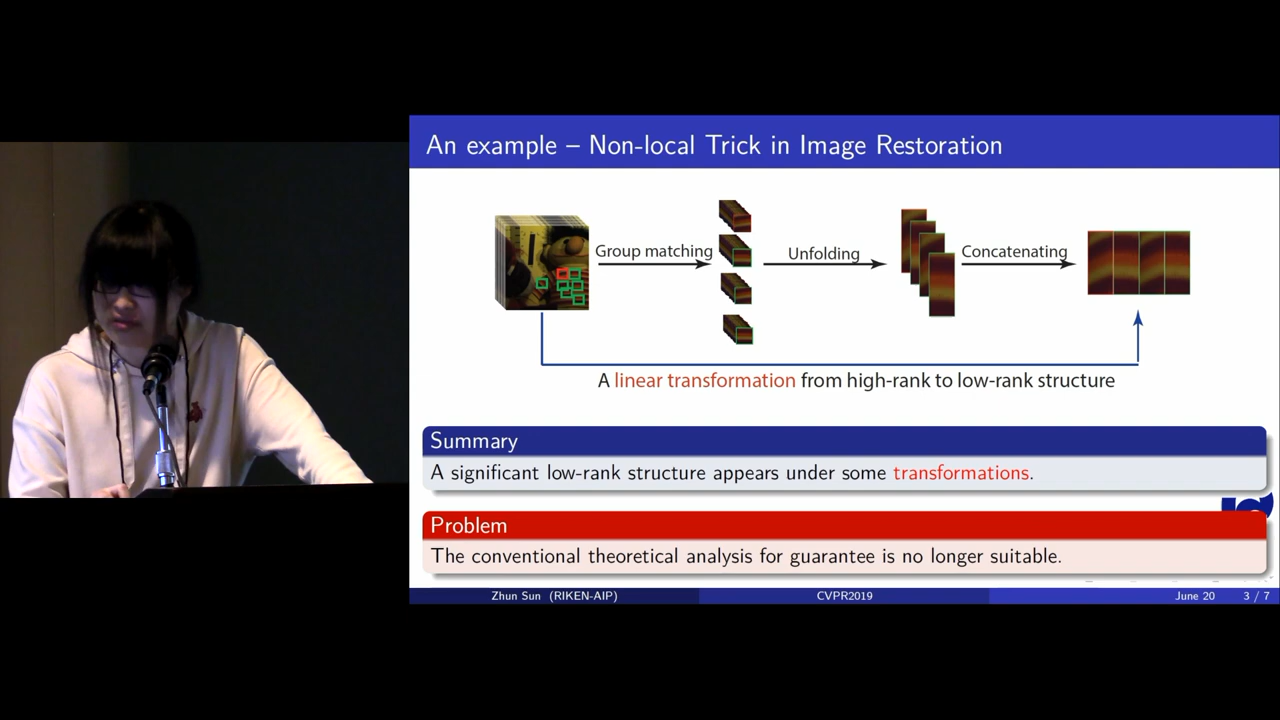 An example – Non-local Trick in Image Restoration
Group matching
Unfolding
Concatenating
A linear transformation from high-rank to low-rank structure
Summary
A significant low-rank structure appears under some transformations.
Problem
The conventional theoretical analysis for guarantee is no longer suitable.
Zhun Sun (RIKEN-AIP)
CVPR2019
June 20
3 / 7